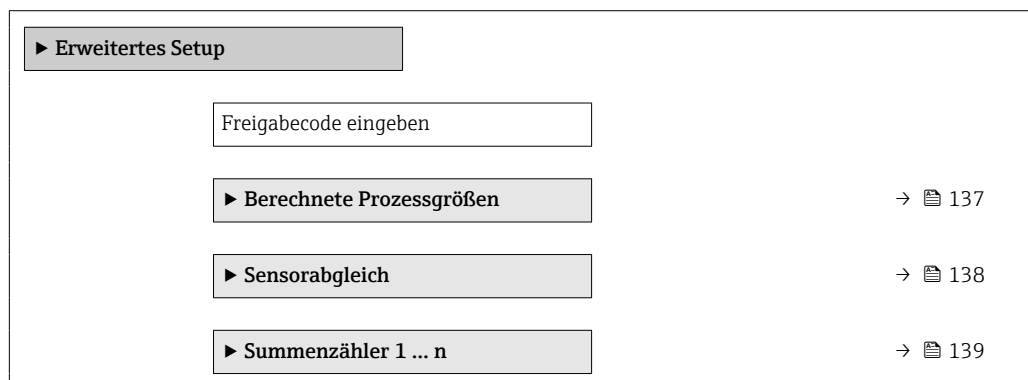 ▶ Erweitertes Setup
Freigabecode eingeben
▶ Berechnete Prozessgrößen → 137
▶ Sensorabgleich → 138
▶ Summenzähler 1 … n → 139